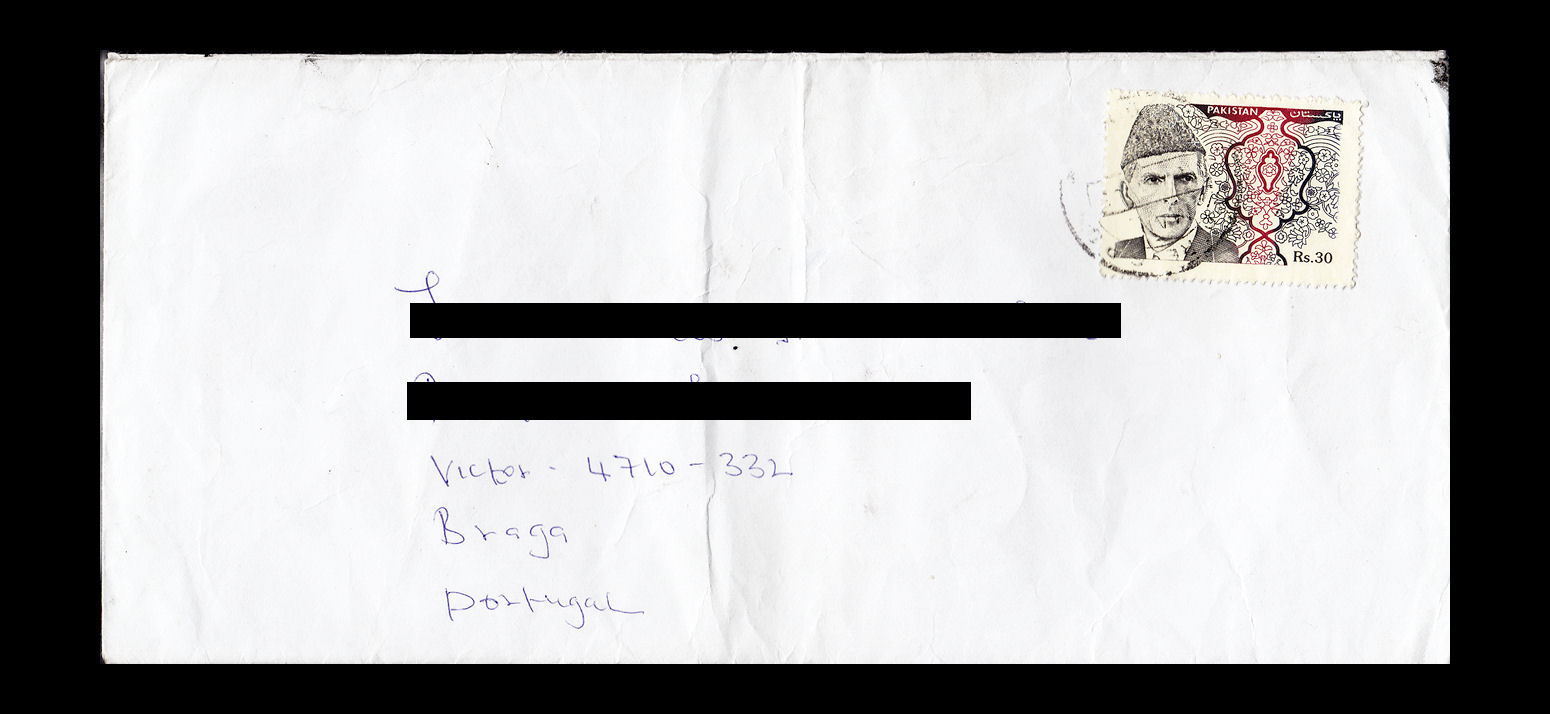 PAKISTAN پاکستان
Rs.30
Victor - 4710-332
Braga
Portugal